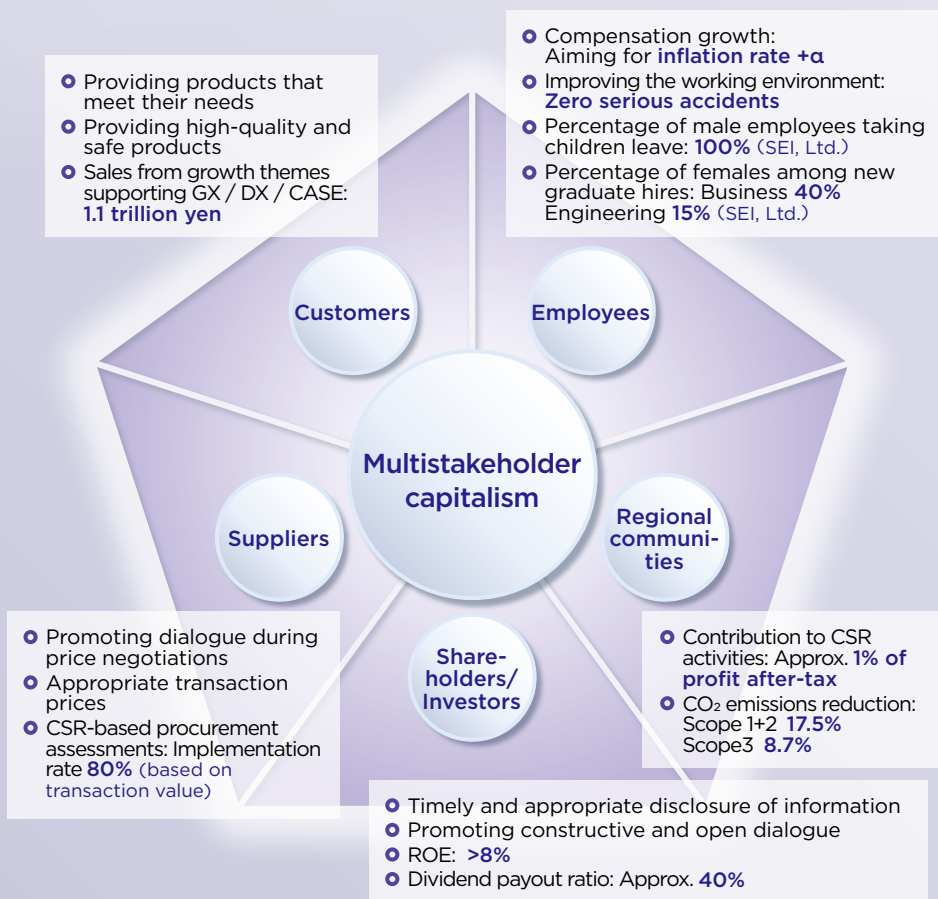 Providing products that
meet their needs
Providing high-quality and
safe products
Sales from growth themes
supporting GX / DX / CASE:
1.1 trillion yen
Compensation growth:
Aiming for inflation rate +α
Improving the working environment:
Zero serious accidents
Percentage of male employees taking
children leave: 100% (SEI, Ltd.)
Percentage of females among new
graduate hires: Business 40%
Engineering 15% (SEI, Ltd.)
Customers
Employees
Multistakeholder
capitalism
Suppliers
Regional
communi-
ties
Share-
holders/
Investors
Promoting dialogue during
price negotiations
Appropriate transaction
prices
CSR-based procurement
assessments: Implementation
rate 80% (based on
transaction value)
Contribution to CSR
activities: Approx. 1% of
profit after-tax
CO₂ emissions reduction:
Scope 1+2 17.5%
Scope3 8.7%
Timely and appropriate disclosure of information
Promoting constructive and open dialogue
ROE: >8%
Dividend payout ratio: Approx. 40%